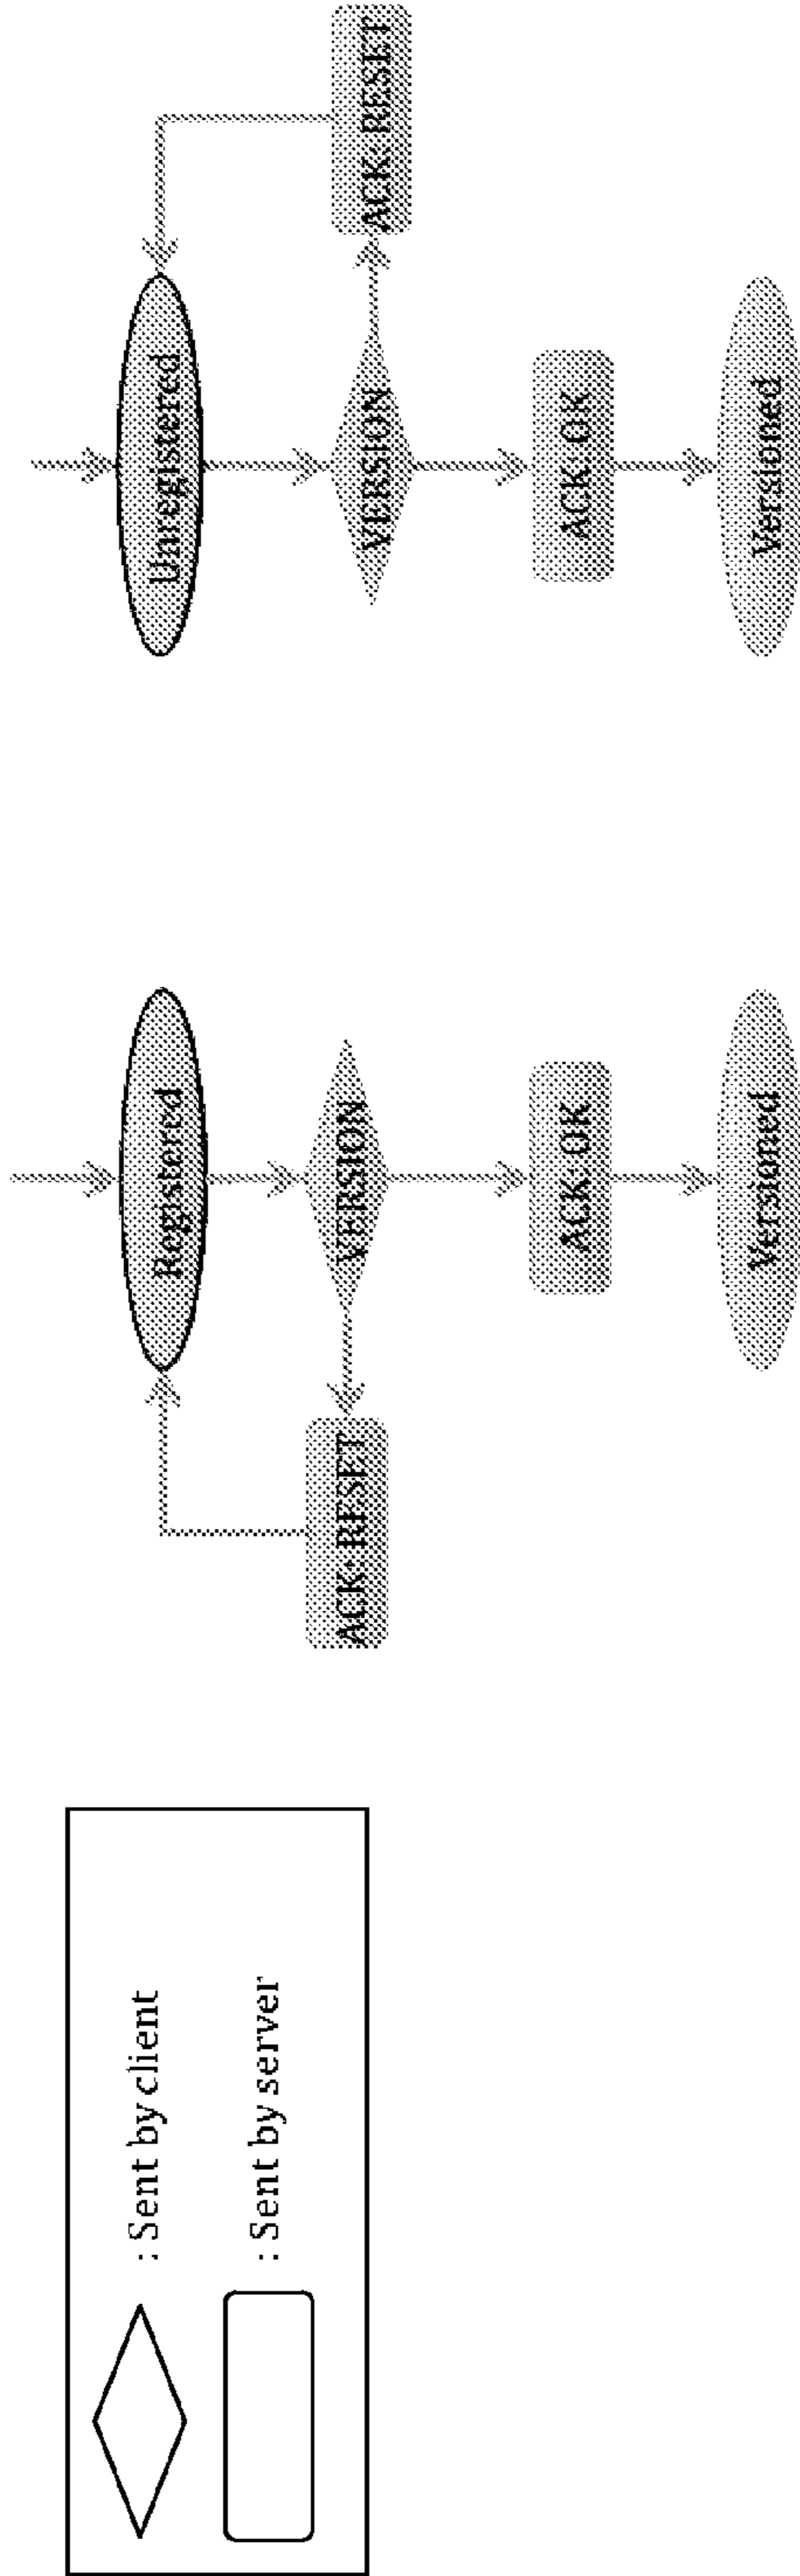 : Sent by client
: Sent by server
Registered
VERSION
ACK:RESET
ACK:OK
Versioned
Unregistered
VERSION
ACK:RESET
ACK:OK
Versioned